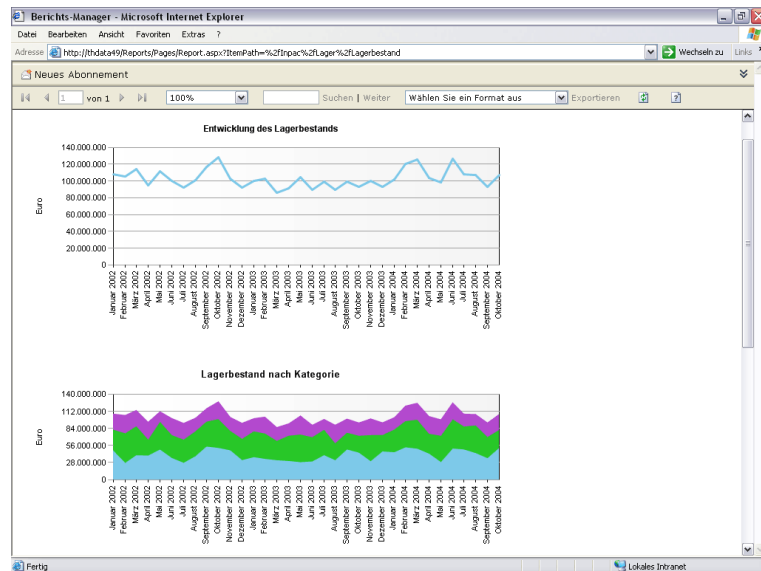 Berichts-Manager - Microsoft Internet Explorer
Datei Bearbeiten Ansicht Favoriten Extras ?
Adresse http://thdata49/Reports/Pages/Report.aspx?ItemPath=%2fInpac%2fLager%2fLagerbestand Wechseln zu Links
Neues Abonnement
1 von 1 100% Suchen | Weiter Wählen Sie ein Format aus Exportieren
Entwicklung des Lagerbestands
140.000.000
120.000.000
100.000.000
80.000.000
60.000.000
40.000.000
20.000.000
0
Euro
Januar 2002
Februar 2002
März 2002
April 2002
Mai 2002
Juni 2002
Juli 2002
August 2002
September 2002
Oktober 2002
November 2002
Dezember 2002
Januar 2003
Februar 2003
März 2003
April 2003
Mai 2003
Juni 2003
Juli 2003
August 2003
September 2003
Oktober 2003
November 2003
Dezember 2003
Januar 2004
Februar 2004
März 2004
April 2004
Mai 2004
Juni 2004
Juli 2004
August 2004
September 2004
Oktober 2004
Lagerbestand nach Kategorie
140.000.000
112.000.000
84.000.000
56.000.000
28.000.000
0
Euro
Januar 2002
Februar 2002
März 2002
April 2002
Mai 2002
Juni 2002
Juli 2002
August 2002
September 2002
Oktober 2002
November 2002
Dezember 2002
Januar 2003
Februar 2003
März 2003
April 2003
Mai 2003
Juni 2003
Juli 2003
August 2003
September 2003
Oktober 2003
November 2003
Dezember 2003
Januar 2004
Februar 2004
März 2004
April 2004
Mai 2004
Juni 2004
Juli 2004
August 2004
September 2004
Oktober 2004
Fertig Lokales Intranet